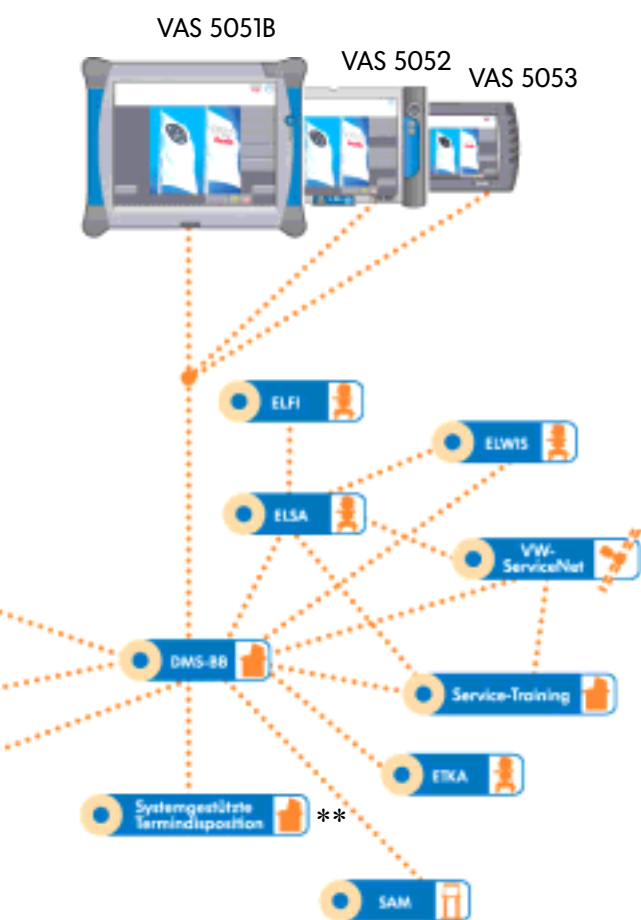 VAS 5051B
VAS 5052
VAS 5053
ELFI
ELWIS
ELSA
VW-
ServiceNet
DMS-BB
Service-Training
ETKA
Systemgestützte
Termindisposition
**
SAM